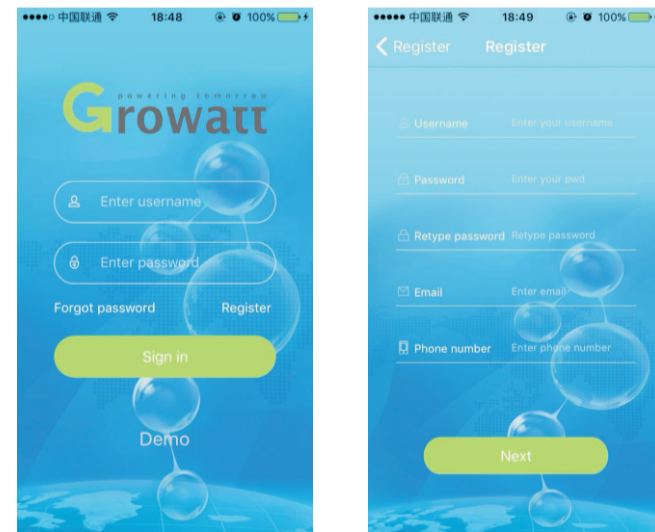 中国联通 18:48 100%
powering tomorrow
Growatt
Enter username
Enter password
Forgot password Register
Sign in
Demo
中国联通 18:49 100%
Register Register
Username Enter your username
Password Enter your pwd
Retype password Retype password
Email Enter email
Phone number Enter phone number
Next